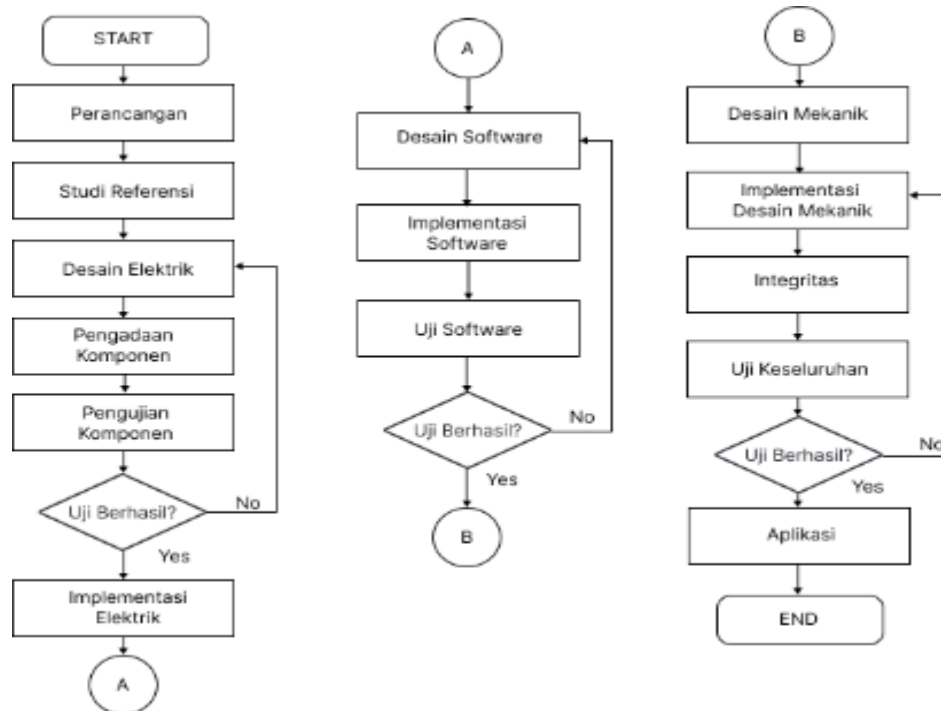 START
Perancangan
Studi Referensi
Desain Elektrik
Pengadaan
Komponen
Pengujian
Komponen
Uji Berhasil?
No
Yes
Implementasi
Elektrik
A
A
Desain Software
Implementasi
Software
Uji Software
Uji Berhasil?
No
Yes
B
B
Desain Mekanik
Implementasi
Desain Mekanik
Integritas
Uji Keseluruhan
Uji Berhasil?
No
Yes
Aplikasi
END